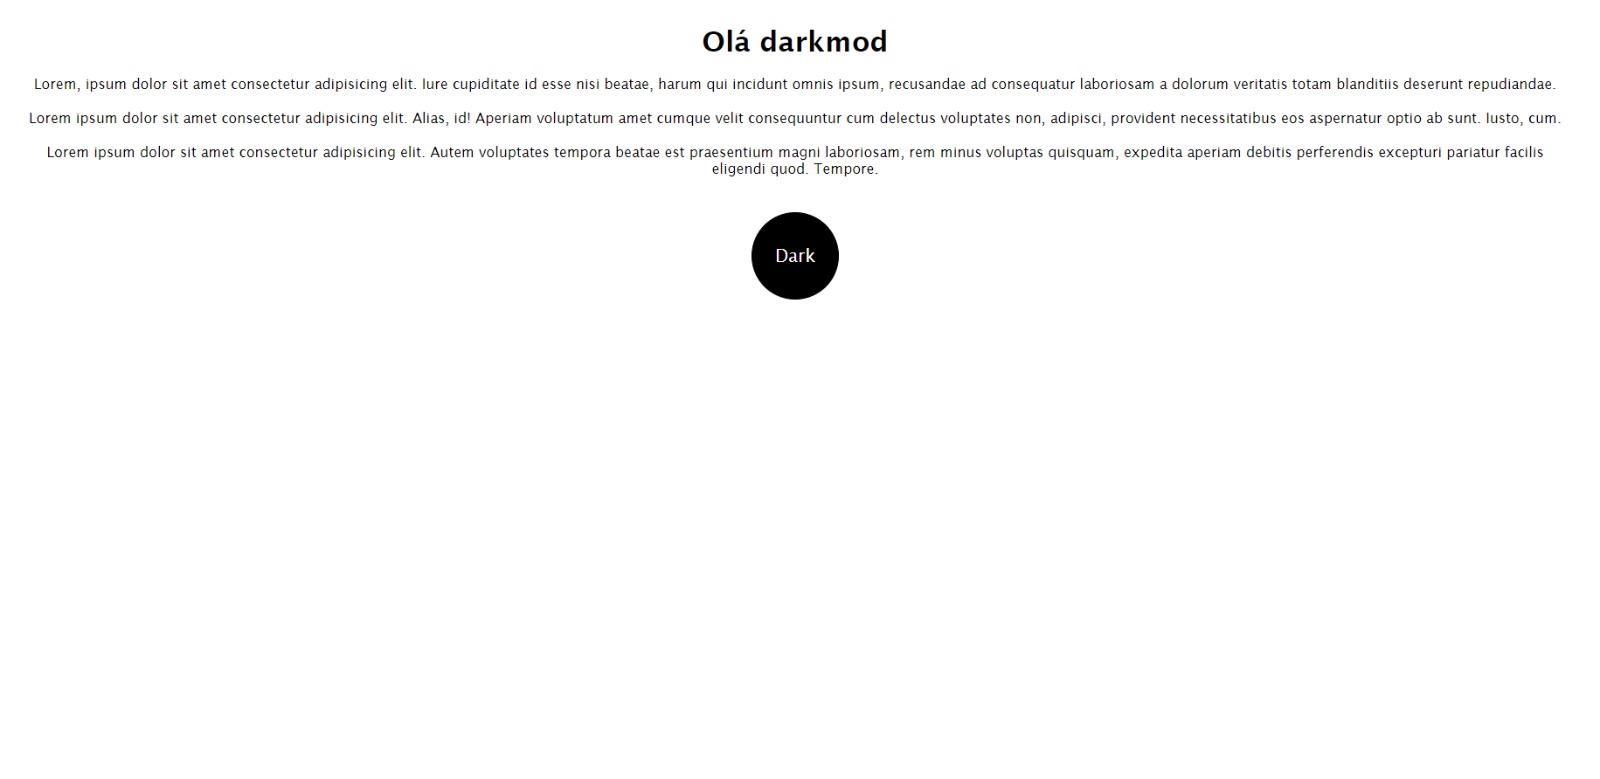 Olá darkmod
Lorem, ipsum dolor sit amet consectetur adipisicing elit. Iure cupiditate id esse nisi beatae, harum qui incidunt omnis ipsum, recusandae ad consequatur laboriosam a dolorum veritatis totam blanditiis deserunt repudiandae.
Lorem ipsum dolor sit amet consectetur adipisicing elit. Alias, id! Aperiam voluptatum amet cumque velit consequuntur cum delectus voluptates non, adipisci, provident necessitatibus eos aspernatur optio ab sunt. Iusto, cum.
Lorem ipsum dolor sit amet consectetur adipisicing elit. Autem voluptates tempora beatae est praesentium magni laboriosam, rem minus voluptas quisquam, expedita aperiam debitis perferendis excepturi pariatur facilis
eligendi quod. Tempore.
Dark